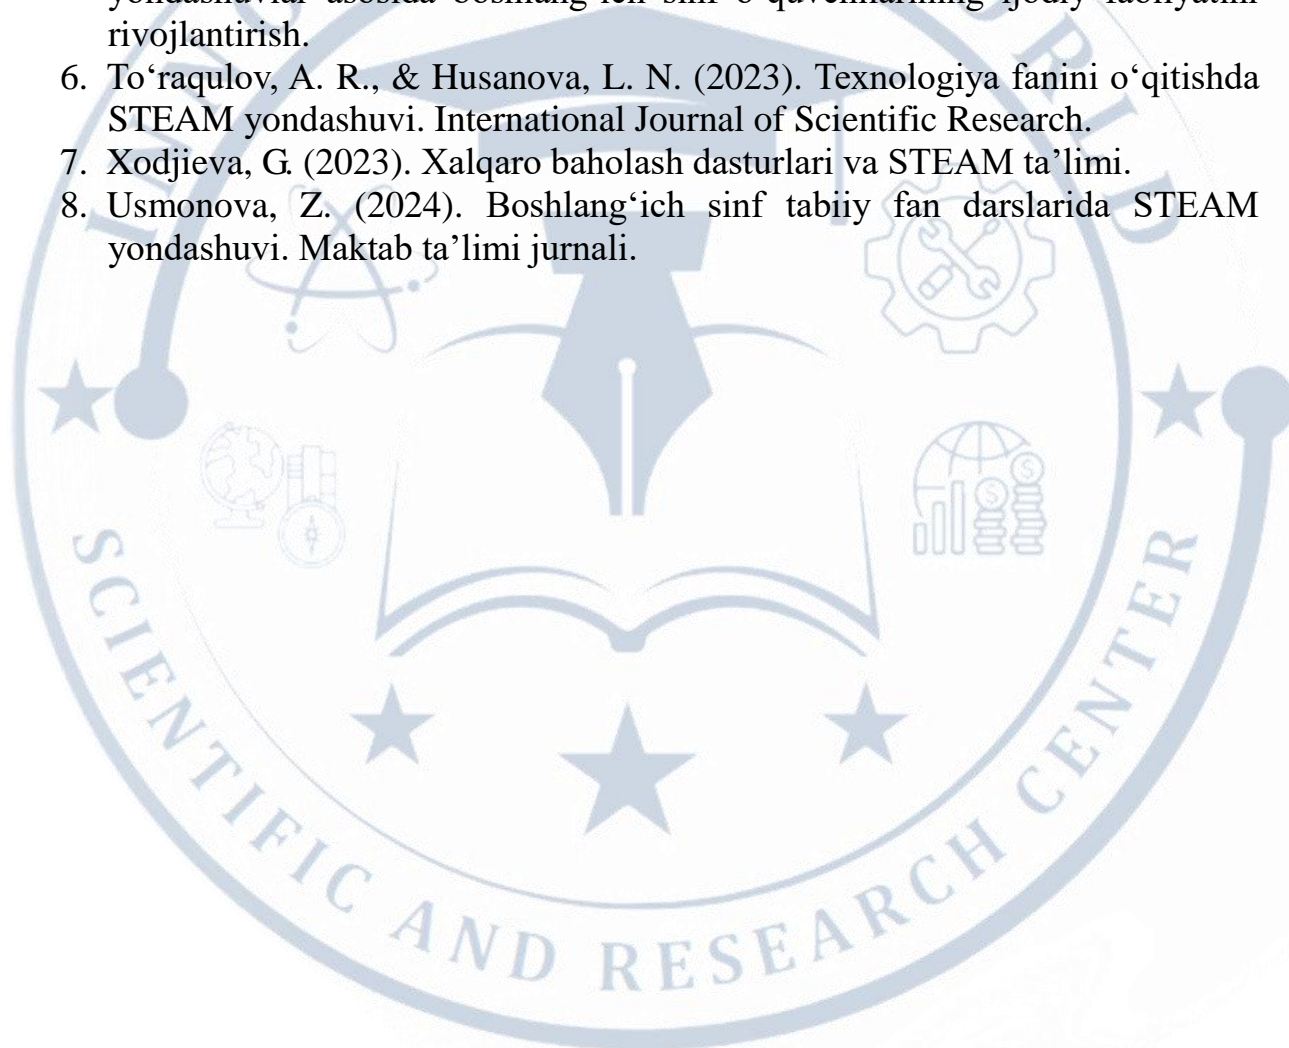 rivojlantirish.
6. To‘raqulov, A. R., & Husanova, L. N. (2023). Texnologiya fanini o‘qitishda
STEAM yondashuvi. International Journal of Scientific Research.
7. Xodjieva, G. (2023). Xalqaro baholash dasturlari va STEAM ta’limi.
8. Usmonova, Z. (2024). Boshlang‘ich sinf tabiiy fan darslarida STEAM
yondashuvi. Maktab ta’limi jurnali.
SCIENTIFIC AND RESEARCH CENTER